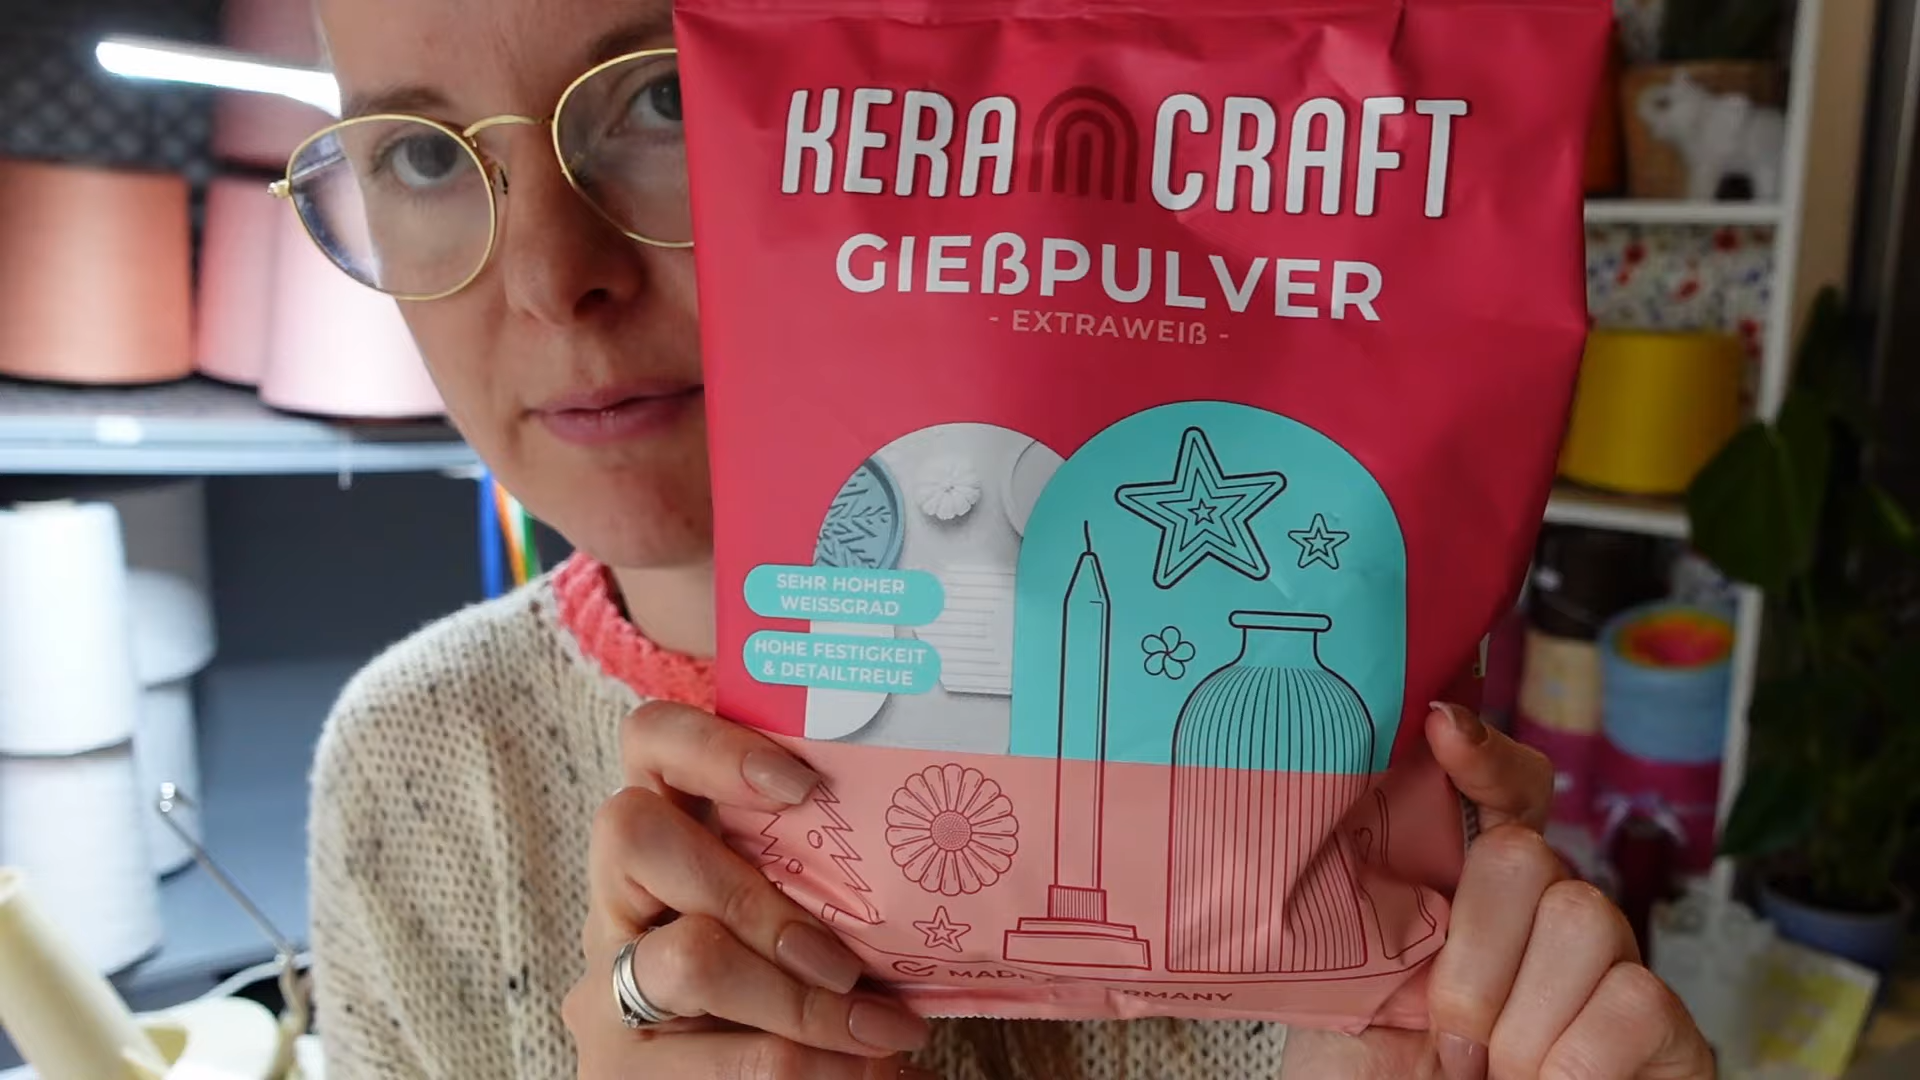 KERA CRAFT
GIEßPULVER
- EXTRAWEIß -
SEHR HOHER
WEISSGRAD
HOHE FESTIGKEIT
& DETAILTREUE